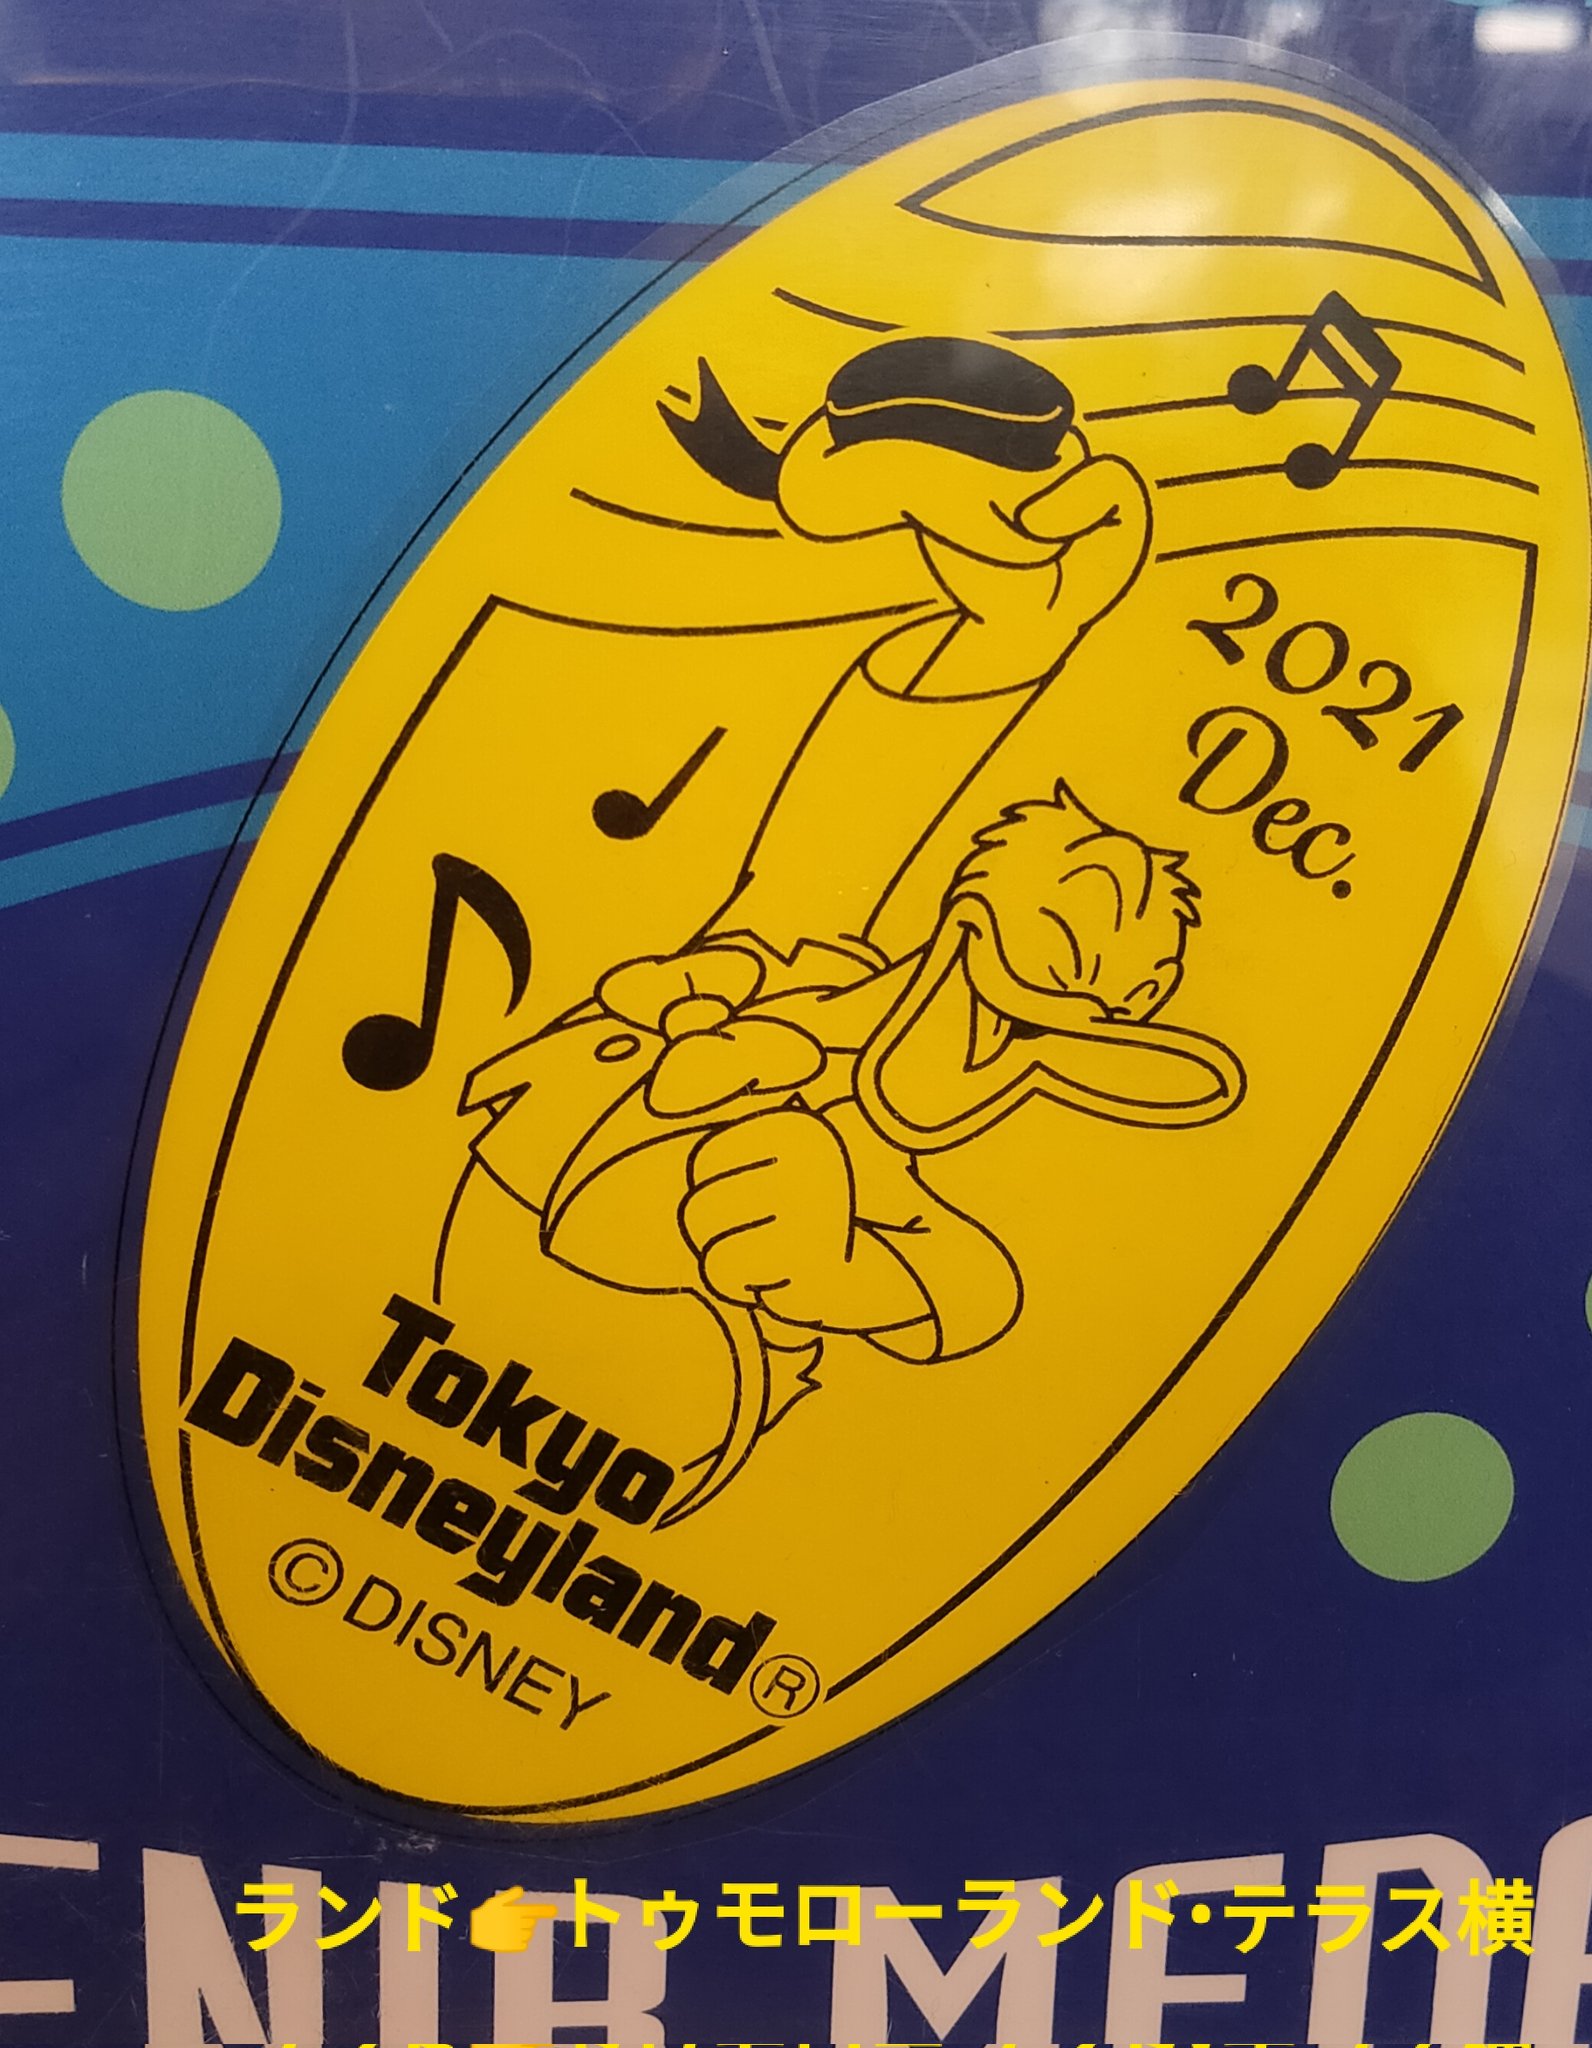 2021
Dec.
Tokyo
Disneyland®
©DISNEY
ランド👉トゥモローランド・テラス横